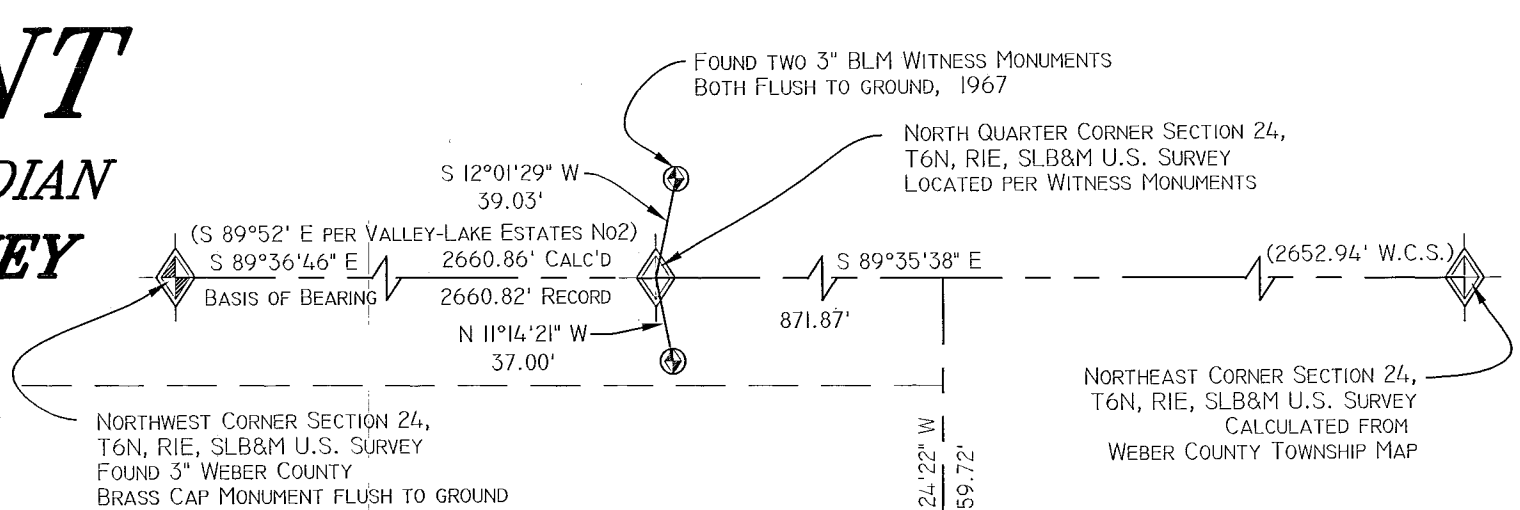 NT
DIAN
EY
FOUND TWO 3" BLM WITNESS MONUMENTS
BOTH FLUSH TO GROUND, 1967
NORTH QUARTER CORNER SECTION 24,
T6N, R1E, SLB&M U.S. SURVEY
LOCATED PER WITNESS MONUMENTS
S 12°01'29" W
39.03'
(S 89°52' E PER VALLEY-LAKE ESTATES NO2)
S 89°36'46" E
2660.86' CALC'D
BASIS OF BEARING
2660.82' RECORD
N 11°14'21" W
37.00'
S 89°35'38" E
871.87'
(2652.94' W.C.S.)
NORTHWEST CORNER SECTION 24,
T6N, R1E, SLB&M U.S. SURVEY
FOUND 3" WEBER COUNTY
BRASS CAP MONUMENT FLUSH TO GROUND
24'22" W
59.72'
NORTHEAST CORNER SECTION 24,
T6N, R1E, SLB&M U.S. SURVEY
CALCULATED FROM
WEBER COUNTY TOWNSHIP MAP